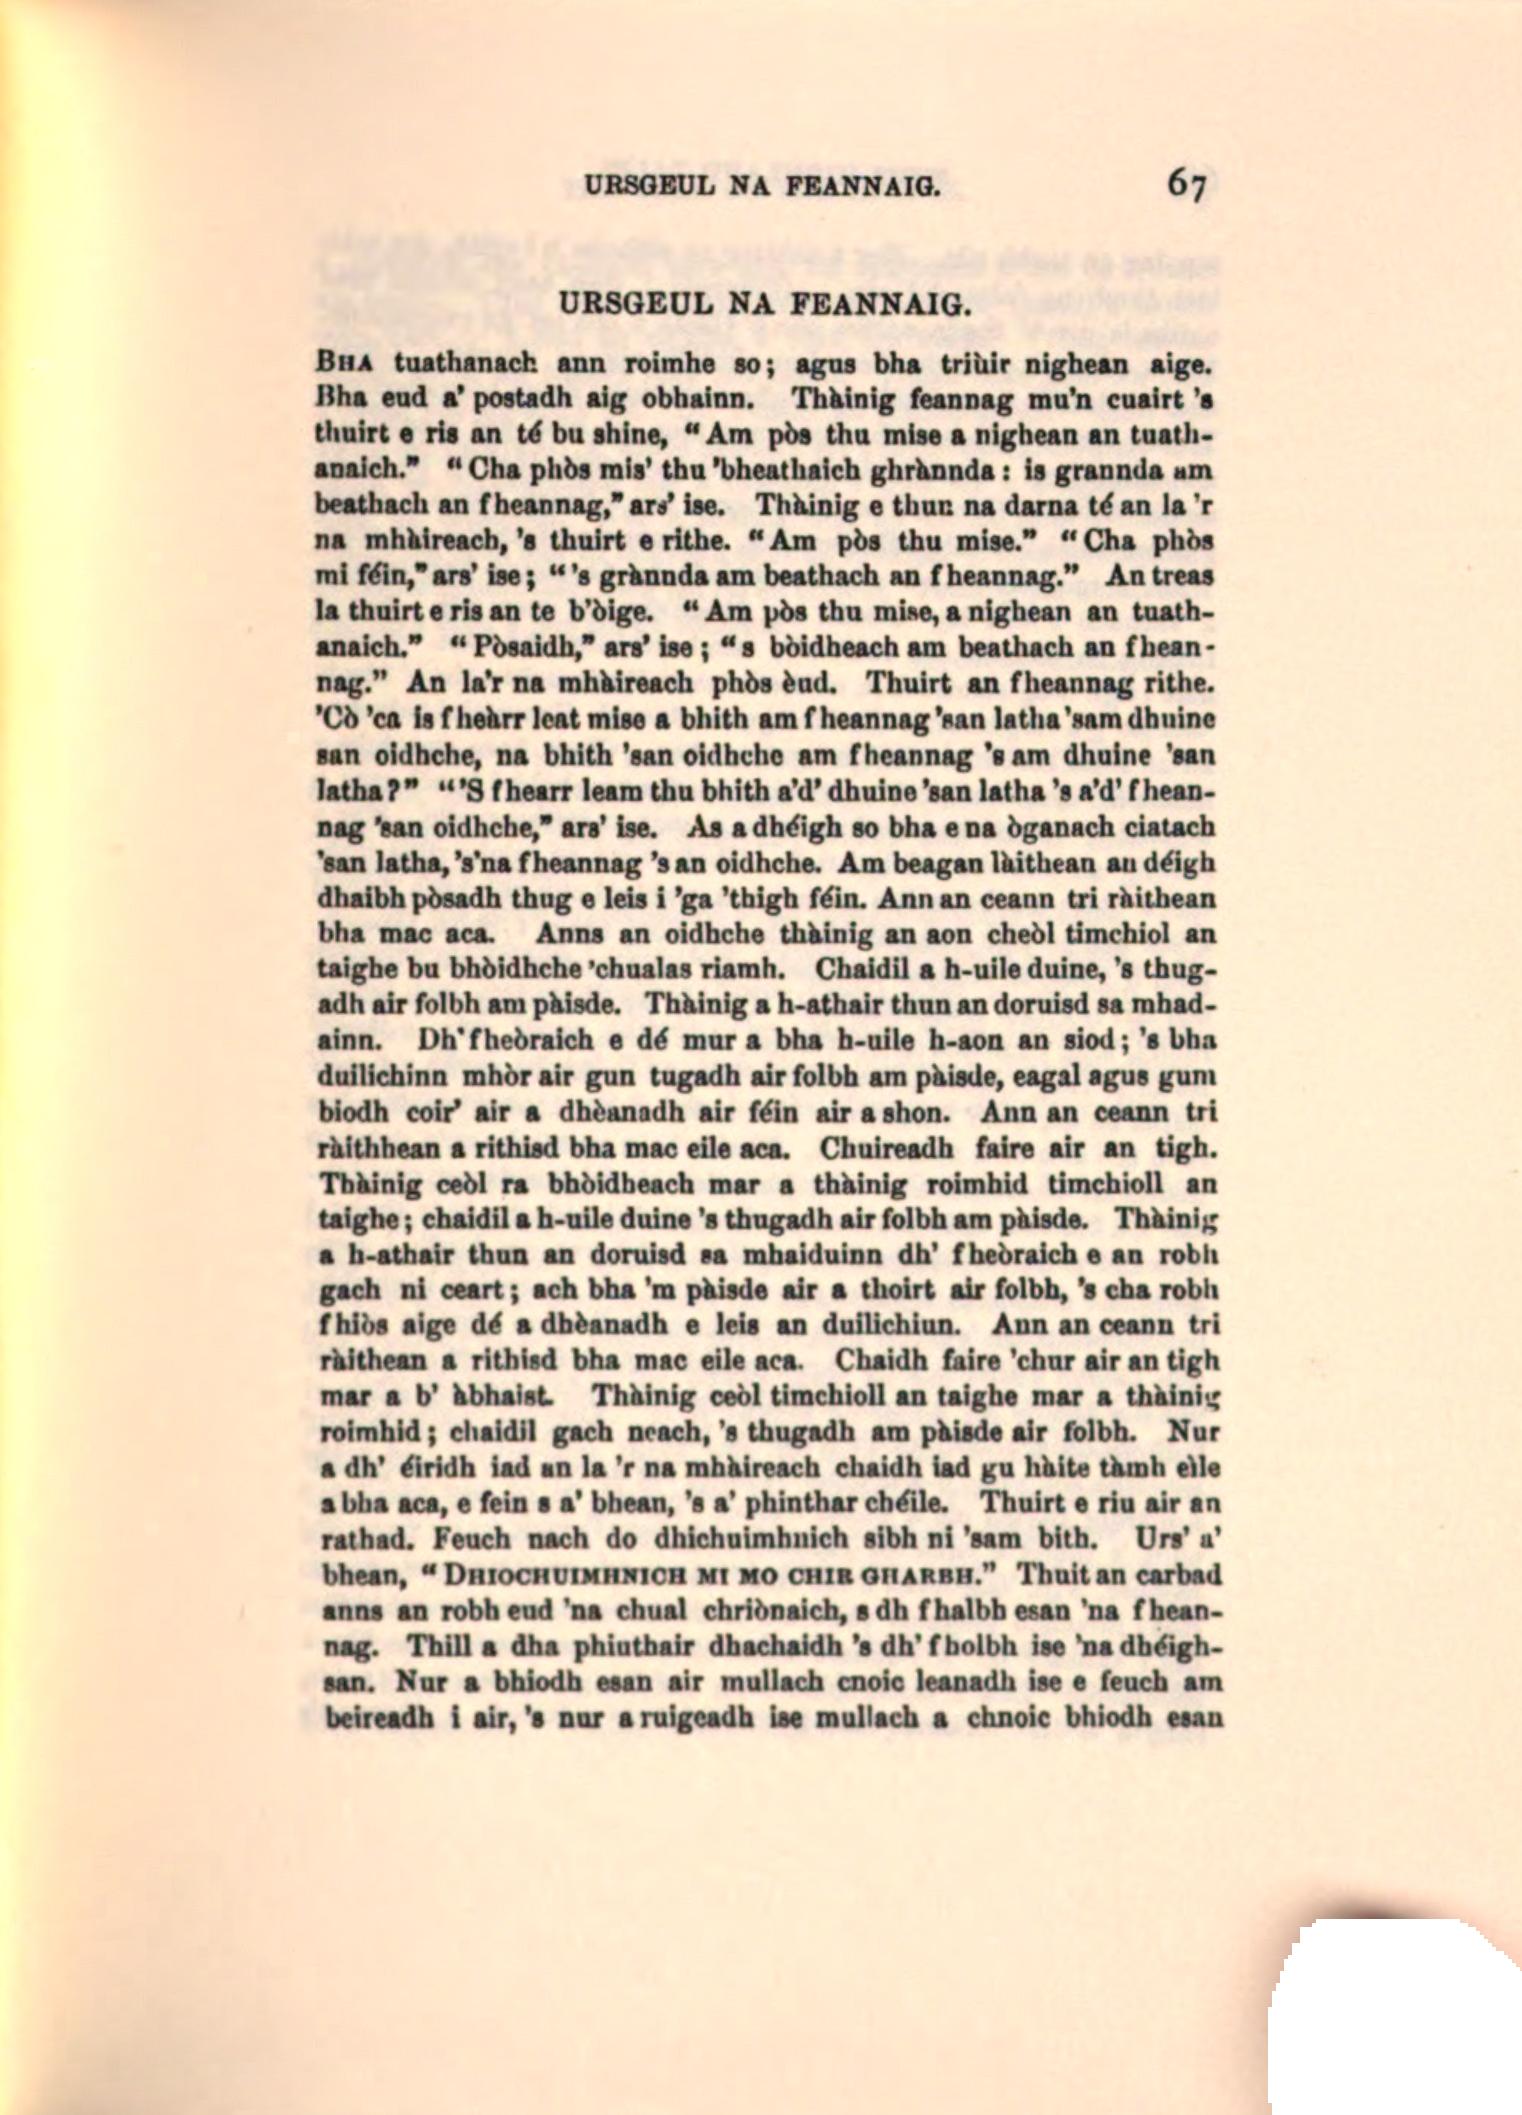 URSGEUL NA FEANNAIG. 67
URSGEUL NA FEANNAIG.
BHA tuathanach ann roimhe so; agus bha triùir nighean aige.
Bha eud a' postadh aig obhainn. Thàinig feannag mu'n cuairt 's
thuirt e ris an té bu shine, "Am pòs thu mise a nighean an tuath-
anaich." "Cha phòs mis' thu 'bheathaich ghrànnda: is grannda am
beathach an fheannag," ars' ise. Thàinig e thun na darna té an la 'r
na mhàireach, 's thuirt e rithe. "Am pòs thu mise." "Cha phòs
mi féin," ars' ise; "'s grànnda am beathach an fheannag." An treas
la thuirt e ris an te b'òige. "Am pòs thu mise, a nighean an tuath-
anaich." "Pòsaidh," ars' ise; "s bòidheach am beathach an fhean-
nag." An la'r na mhàireach phòs èud. Thuirt an fheannag rithe.
'Cò 'ca is fheàrr leat mise a bhith am fheannag 'san latha 'sam dhuine
san oidhche, na bhith 'san oidhche am fheannag 's am dhuine 'san
latha?" "'S fhearr leam thu bhith a'd' dhuine 'san latha 's a'd' fhean-
nag 'san oidhche," ars' ise. As a dhéigh so bha e na òganach ciatach
'san latha, 's'na fheannag 's an oidhche. Am beagan làithean an déigh
dhaibh pòsadh thug e leis i 'ga 'thigh féin. Ann an ceann tri ràithean
bha mac aca. Anns an oidhche thàinig an aon cheòl timchiol an
taighe bu bhòidhche 'chualas riamh. Chaidil a h-uile duine, 's thug-
adh air folbh am pàisde. Thàinig a h-athair thun an doruisd sa mhad-
ainn. Dh' fheòraich e dé mur a bha h-uile h-aon an siod; 's bha
duilichinn mhòr air gun tugadh air folbh am pàisde, eagal agus gum
biodh coir' air a dhèanadh air féin air a shon. Ann an ceann tri
ràithhean a rithisd bha mac eile aca. Chuireadh faire air an tigh.
Thàinig ceòl ra bhòidheach mar a thàinig roimhid timchioll an
taighe; chaidil a h-uile duine 's thugadh air folbh am pàisde. Thàinig
a h-athair thun an doruisd sa mhaiduinn dh' fheòraich e an robh
gach ni ceart; ach bha 'm pàisde air a thoirt air folbh, 's cha robh
fhiòs aige dé a dhèanadh e leis an duilichiun. Ann an ceann tri
ràithean a rithisd bha mac eile aca. Chaidh faire 'chur air an tigh
mar a b' àbhaist. Thàinig ceòl timchioll an taighe mar a thàinig
roimhid; chaidil gach neach, 's thugadh am pàisde air folbh. Nur
a dh' éiridh iad an la 'r na mhàireach chaidh iad gu hàite tàmh eile
a bha aca, e fein s a' bhean, 's a' phinthar chéile. Thuirt e riu air an
rathad. Feuch nach do dhichuimhnich sibh ni 'sam bith. Urs' a'
bhean, "DHIOCHUIMHNICH MI MO CHIR GHARBH." Thuit an carbad
anns an robh eud 'na chual chriònaich, s dh fhalbh esan 'na fhean-
nag. Thill a dha phiuthair dhachaidh 's dh' fholbh ise 'na dhéigh-
san. Nur a bhiodh esan air mullach cnoic leanadh ise e feuch am
beireadh i air, 's nur a ruigeadh ise mullach a chnoic bhiodh esan